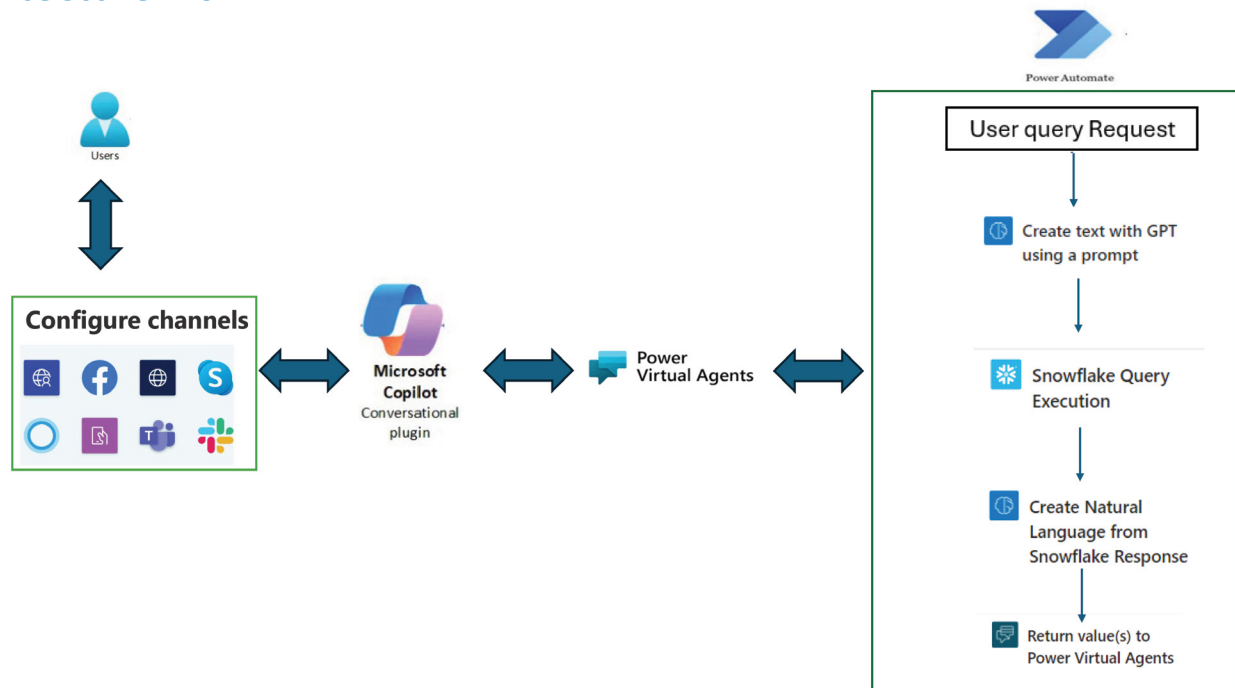 Power Automate
Users
User query Request
Create text with GPT
using a prompt
Configure channels
S
T
Microsoft
Copilot
Conversational
plugin
Power
Virtual Agents
Snowflake Query
Execution
Create Natural
Language from
Snowflake Response
Return value(s) to
Power Virtual Agents